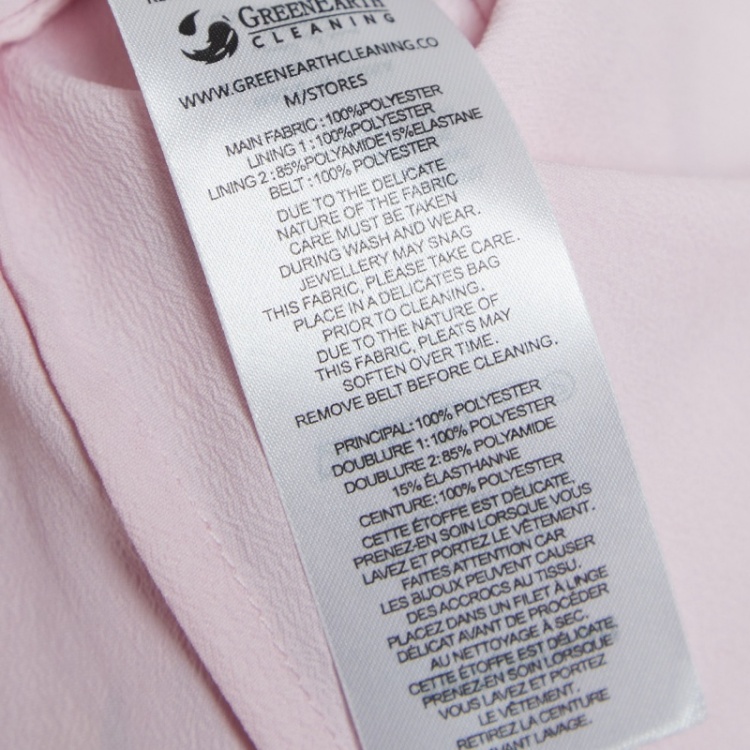 GREENEARTH
CLEANING
WWW.GREENEARTHCLEANING.CO
M/STORES
MAIN FABRIC:100%POLYESTER
LINING 1:100%POLYESTER
LINING 2:85%POLYAMIDE15%ELASTANE
BELT:100% POLYESTER
DUE TO THE DELICATE
NATURE OF THE FABRIC
CARE MUST BE TAKEN
DURING WASH AND WEAR.
JEWELLERY MAY SNAG
THIS FABRIC, PLEASE TAKE CARE.
PLACE IN A DELICATES BAG
PRIOR TO CLEANING.
DUE TO THE NATURE OF
THIS FABRIC, PLEATS MAY
SOFTEN OVER TIME.
REMOVE BELT BEFORE CLEANING.
PRINCIPAL:100% POLYESTER
DOUBLURE 1:100% POLYESTER
DOUBLURE 2:85% POLYAMIDE
15% ÉLASTHANNE
CEINTURE:100% POLYESTER
CETTE ÉTOFFE EST DÉLICATE.
PRENEZ-EN SOIN LORSQUE VOUS
LAVEZ ET PORTEZ LE VÊTEMENT.
FAITES ATTENTION CAR
LES BIJOUX PEUVENT CAUSER
DES ACCROCS AU TISSU.
PLACEZ DANS UN FILET À LINGE
DÉLICAT AVANT DE PROCÉDER
AU NETTOYAGE À SEC.
CETTE ÉTOFFE EST DÉLICATE.
PRENEZ-EN SOIN LORSQUE
VOUS LAVEZ ET PORTEZ
LE VÊTEMENT.
RETIREZ LA CEINTURE
AVANT LAVAGE.